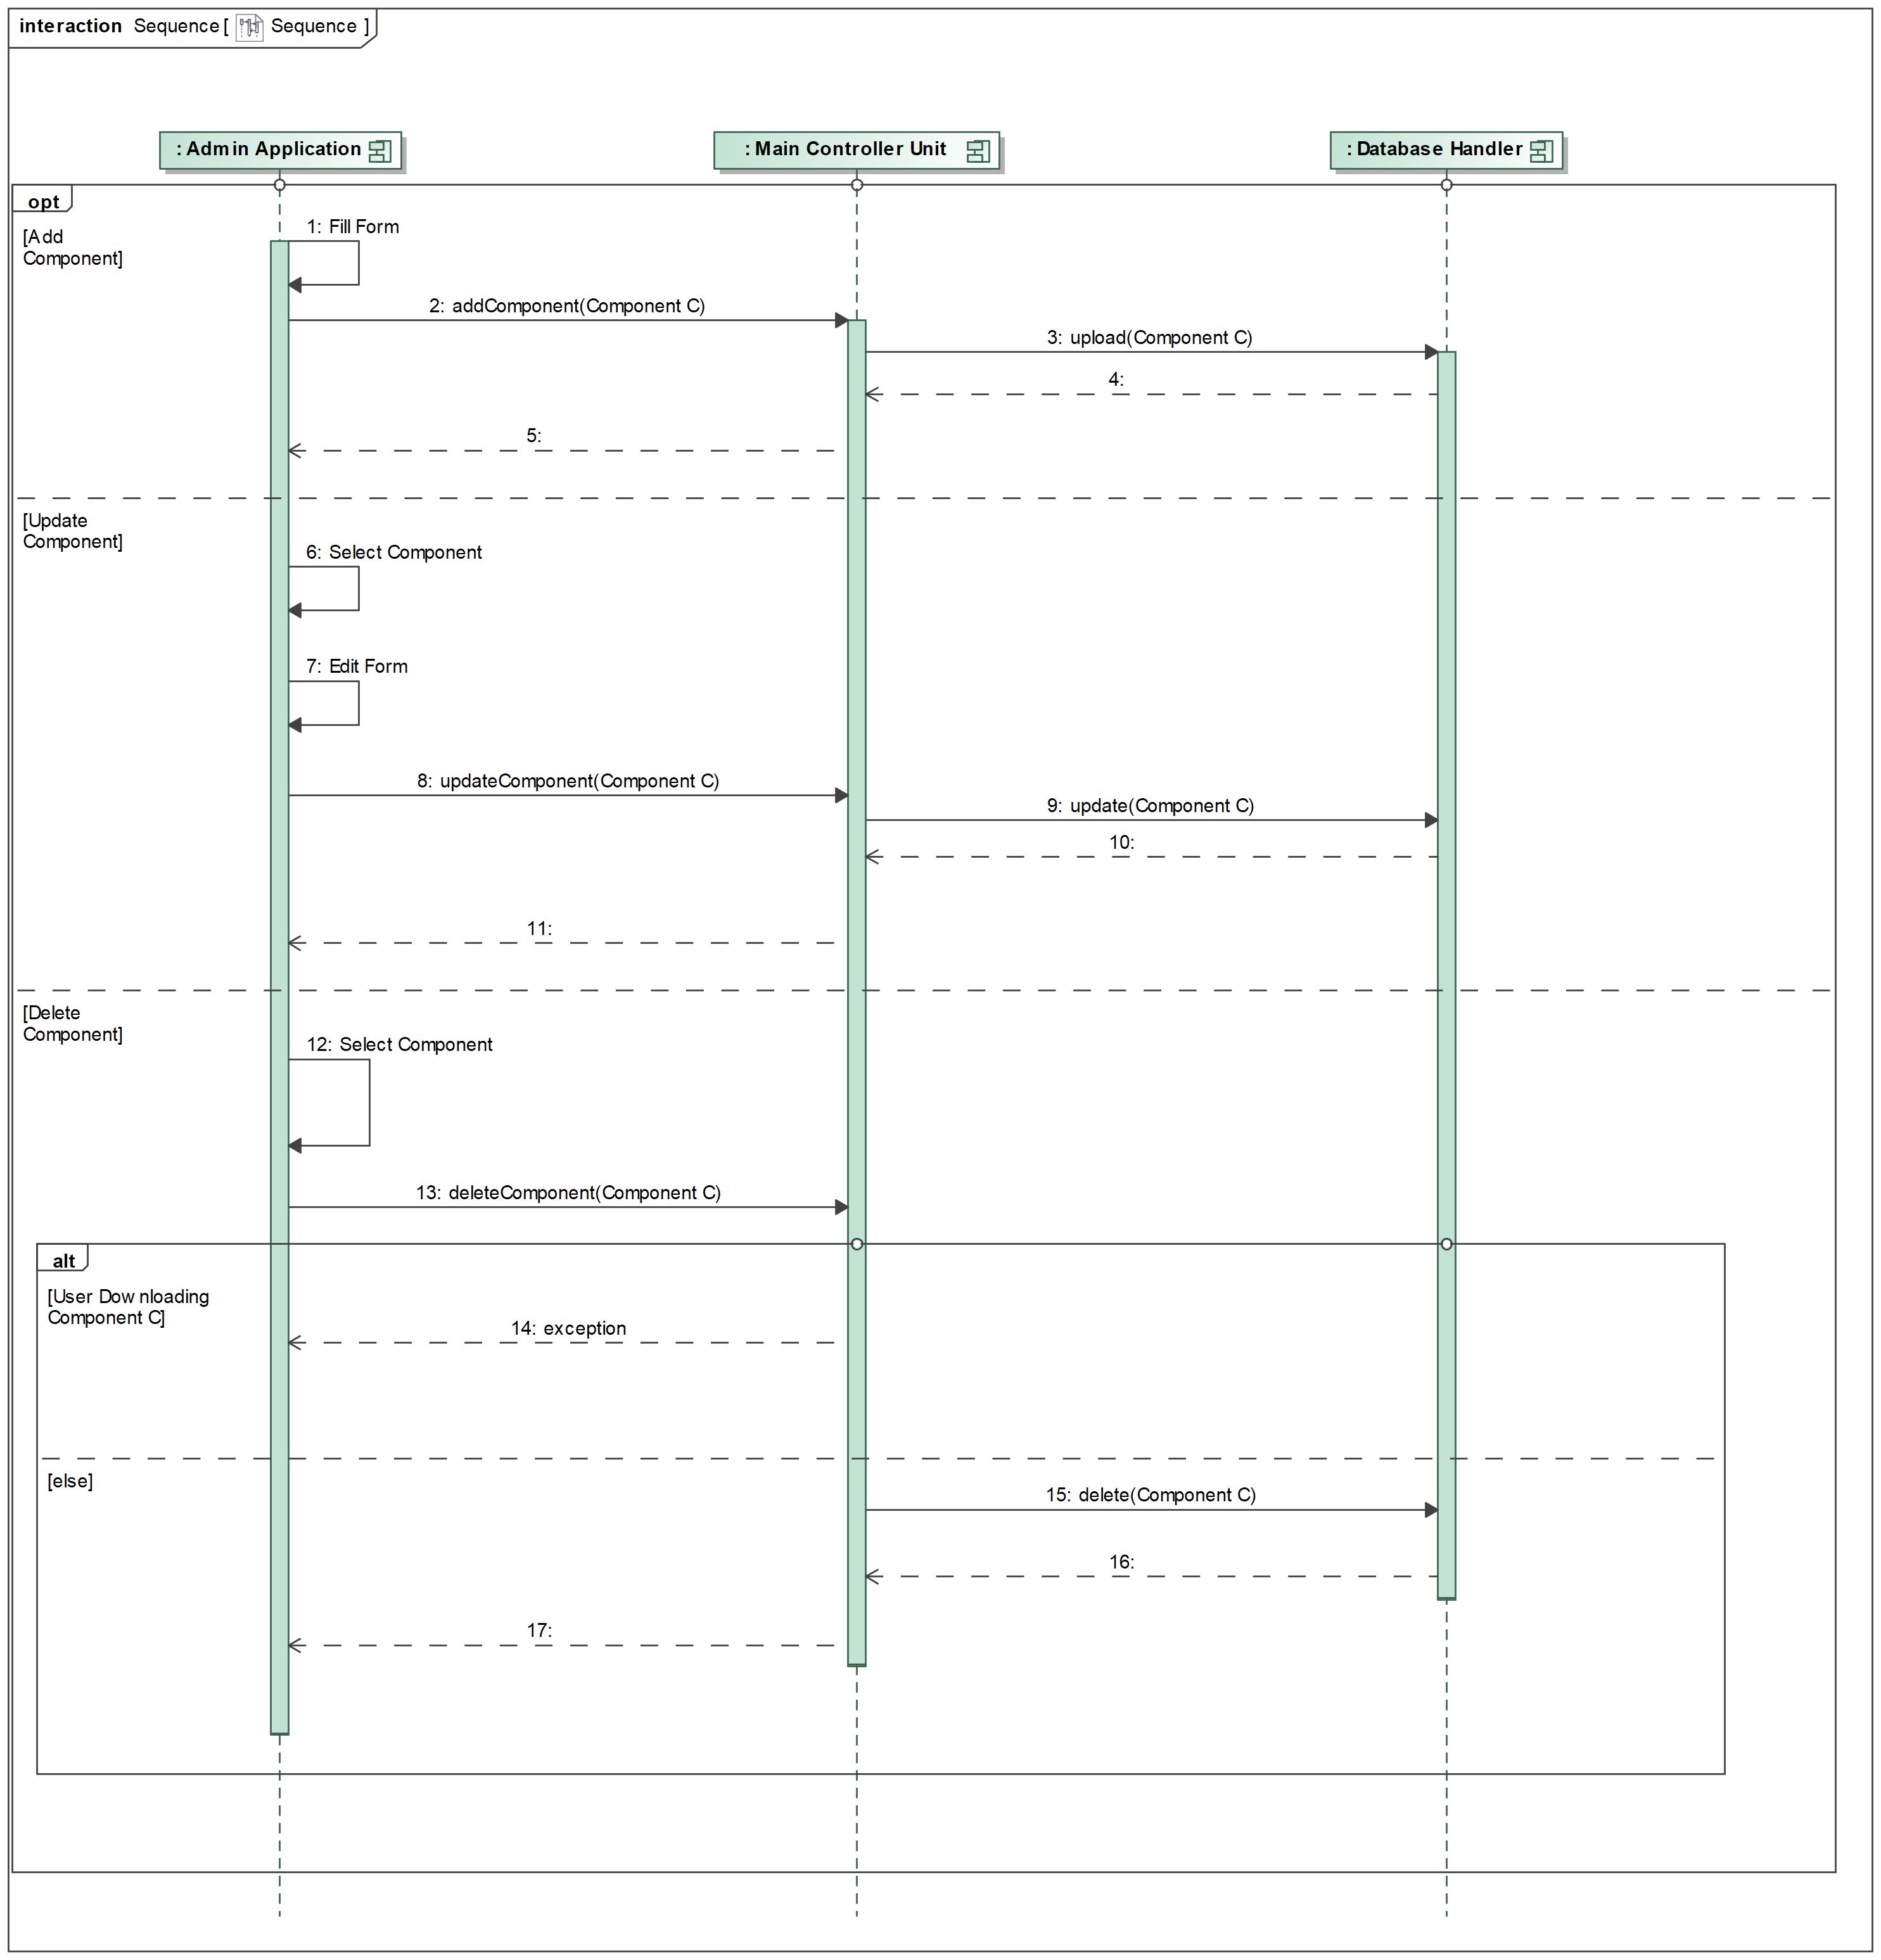 interaction Sequence [ Sequence ]
: Admin Application
: Main Controller Unit
: Database Handler
opt
[Add
Component]
1: Fill Form
2: addComponent(Component C)
3: upload(Component C)
4:
5:
[Update
Component]
6: Select Component
7: Edit Form
8: updateComponent(Component C)
9: update(Component C)
10:
11:
[Delete
Component]
12: Select Component
13: deleteComponent(Component C)
alt
[User Downloading
Component C]
14: exception
[else]
15: delete(Component C)
16:
17: